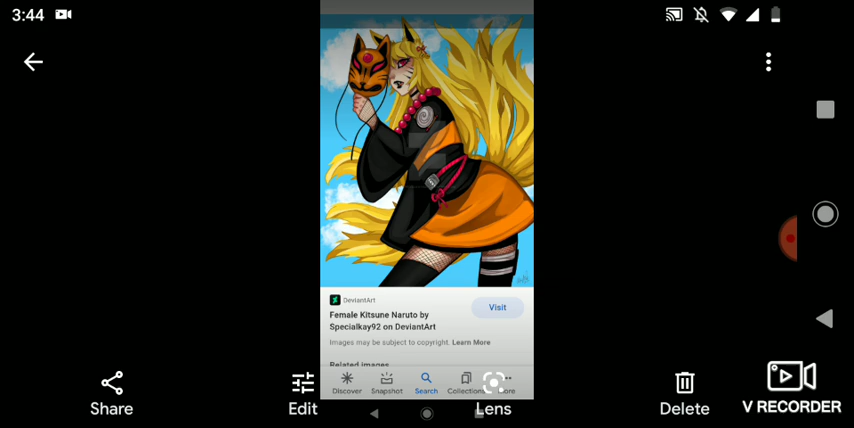 3:44
DeviantArt
Visit
Female Kitsune Naruto by
Specialkay92 on DeviantArt
Images may be subject to copyright. Learn More
Related images
Discover Snapshot Search Collections
Share Edit Lens Delete V RECORDER